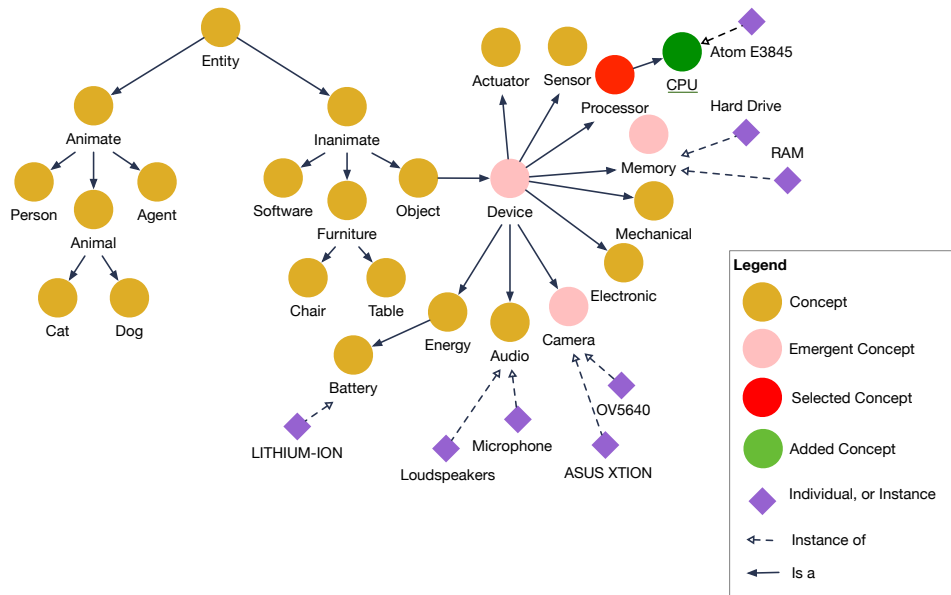 Entity
Animate
Inanimate
Person
Animal
Agent
Cat
Dog
Software
Furniture
Object
Chair
Table
Device
Actuator
Sensor
Processor
CPU
Atom E3845
Hard Drive
Memory
RAM
Mechanical
Electronic
Camera
Audio
Energy
Battery
LITHIUM-ION
Loudspeakers
Microphone
OV5640
ASUS XTION
Legend
Concept
Emergent Concept
Selected Concept
Added Concept
Individual, or Instance
Instance of
Is a